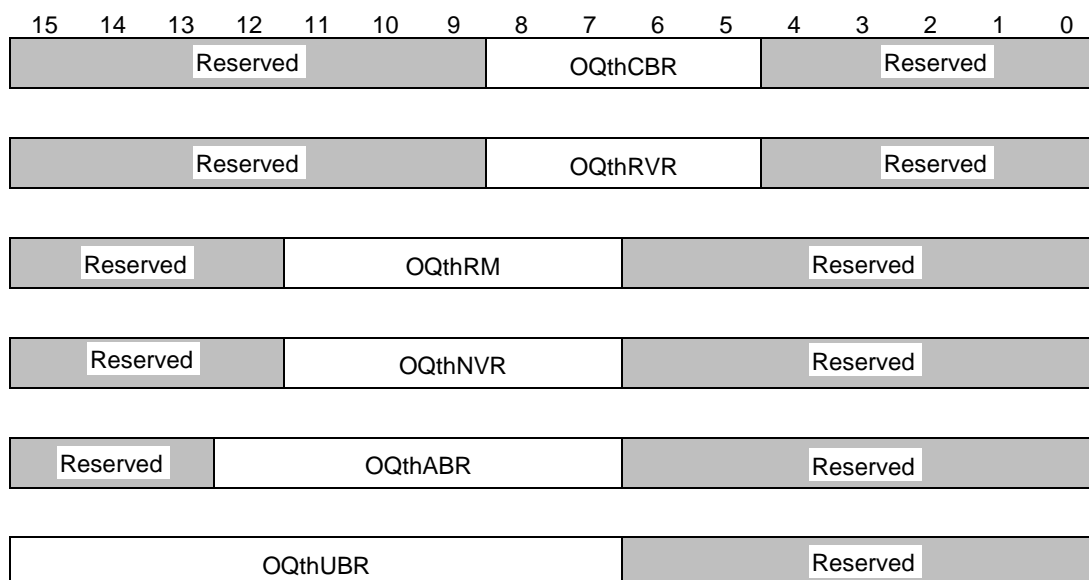 15 14 13 12 11 10 9 8 7 6 5 4 3 2 1 0
Reserved OQthCBR Reserved
Reserved OQthRVR Reserved
Reserved OQthRM Reserved
Reserved OQthNVR Reserved
Reserved OQthABR Reserved
OQthUBR Reserved